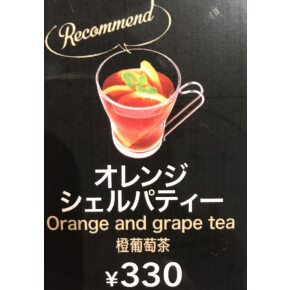 Recommend
オレンジ
シェルパティー
Orange and grape tea
橙葡萄茶
¥330